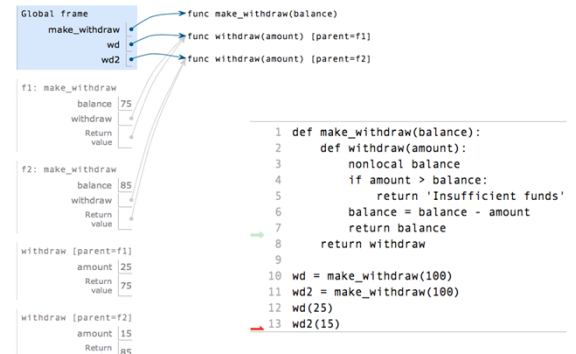 Global frame
make_withdraw
wd
wd2
func make_withdraw(balance)
func withdraw(amount) [parent=f1]
func withdraw(amount) [parent=f2]
f1: make_withdraw
balance 75
withdraw
Return
value
f2: make_withdraw
balance 85
withdraw
Return
value
withdraw [parent=f1]
amount 25
Return
value 75
withdraw [parent=f2]
amount 15
Return 85
1 def make_withdraw(balance):
2 def withdraw(amount):
3 nonlocal balance
4 if amount > balance:
5 return 'Insufficient funds'
6 balance = balance - amount
7 return balance
8 return withdraw
9
10 wd = make_withdraw(100)
11 wd2 = make_withdraw(100)
12 wd(25)
13 wd2(15)